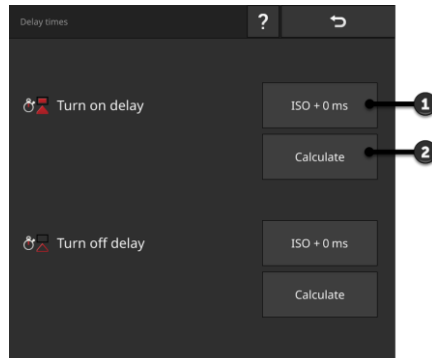 Delay times
?
Turn on delay
ISO + 0 ms
1
Calculate
2
Turn off delay
ISO + 0 ms
Calculate